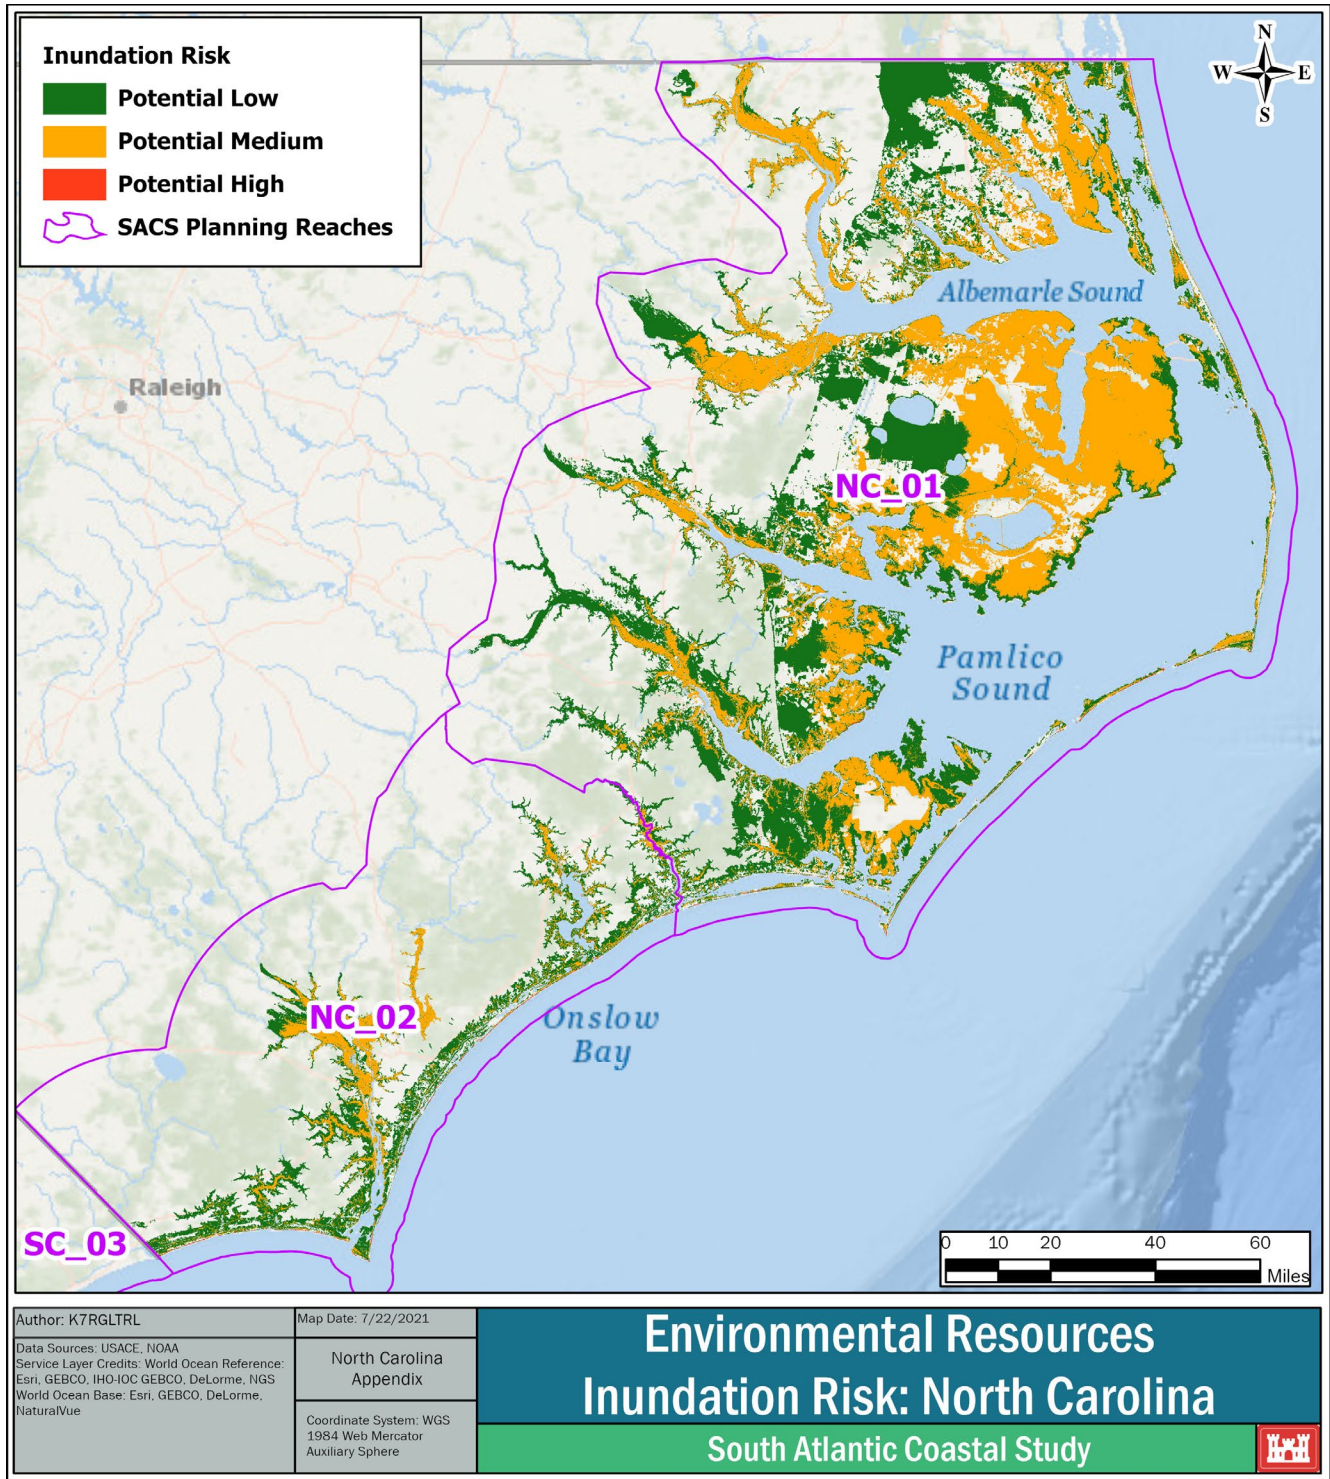 Inundation Risk
Potential Low
Potential Medium
Potential High
SACS Planning Reaches
N
W E
S
Albemarle Sound
Raleigh
NC_01
Pamlico
Sound
NC_02
Onslow
Bay
SC_03
0 10 20 40 60
Miles
Author: K7RGLTRL
Data Sources: USACE, NOAA
Service Layer Credits: World Ocean Reference:
Esri, GEBCO, IHO-IOC GEBCO, DeLorme, NGS
World Ocean Base: Esri, GEBCO, DeLorme,
NaturalVue
Map Date: 7/22/2021
North Carolina
Appendix
Coordinate System: WGS
1984 Web Mercator
Auxiliary Sphere
Environmental Resources
Inundation Risk: North Carolina
South Atlantic Coastal Study